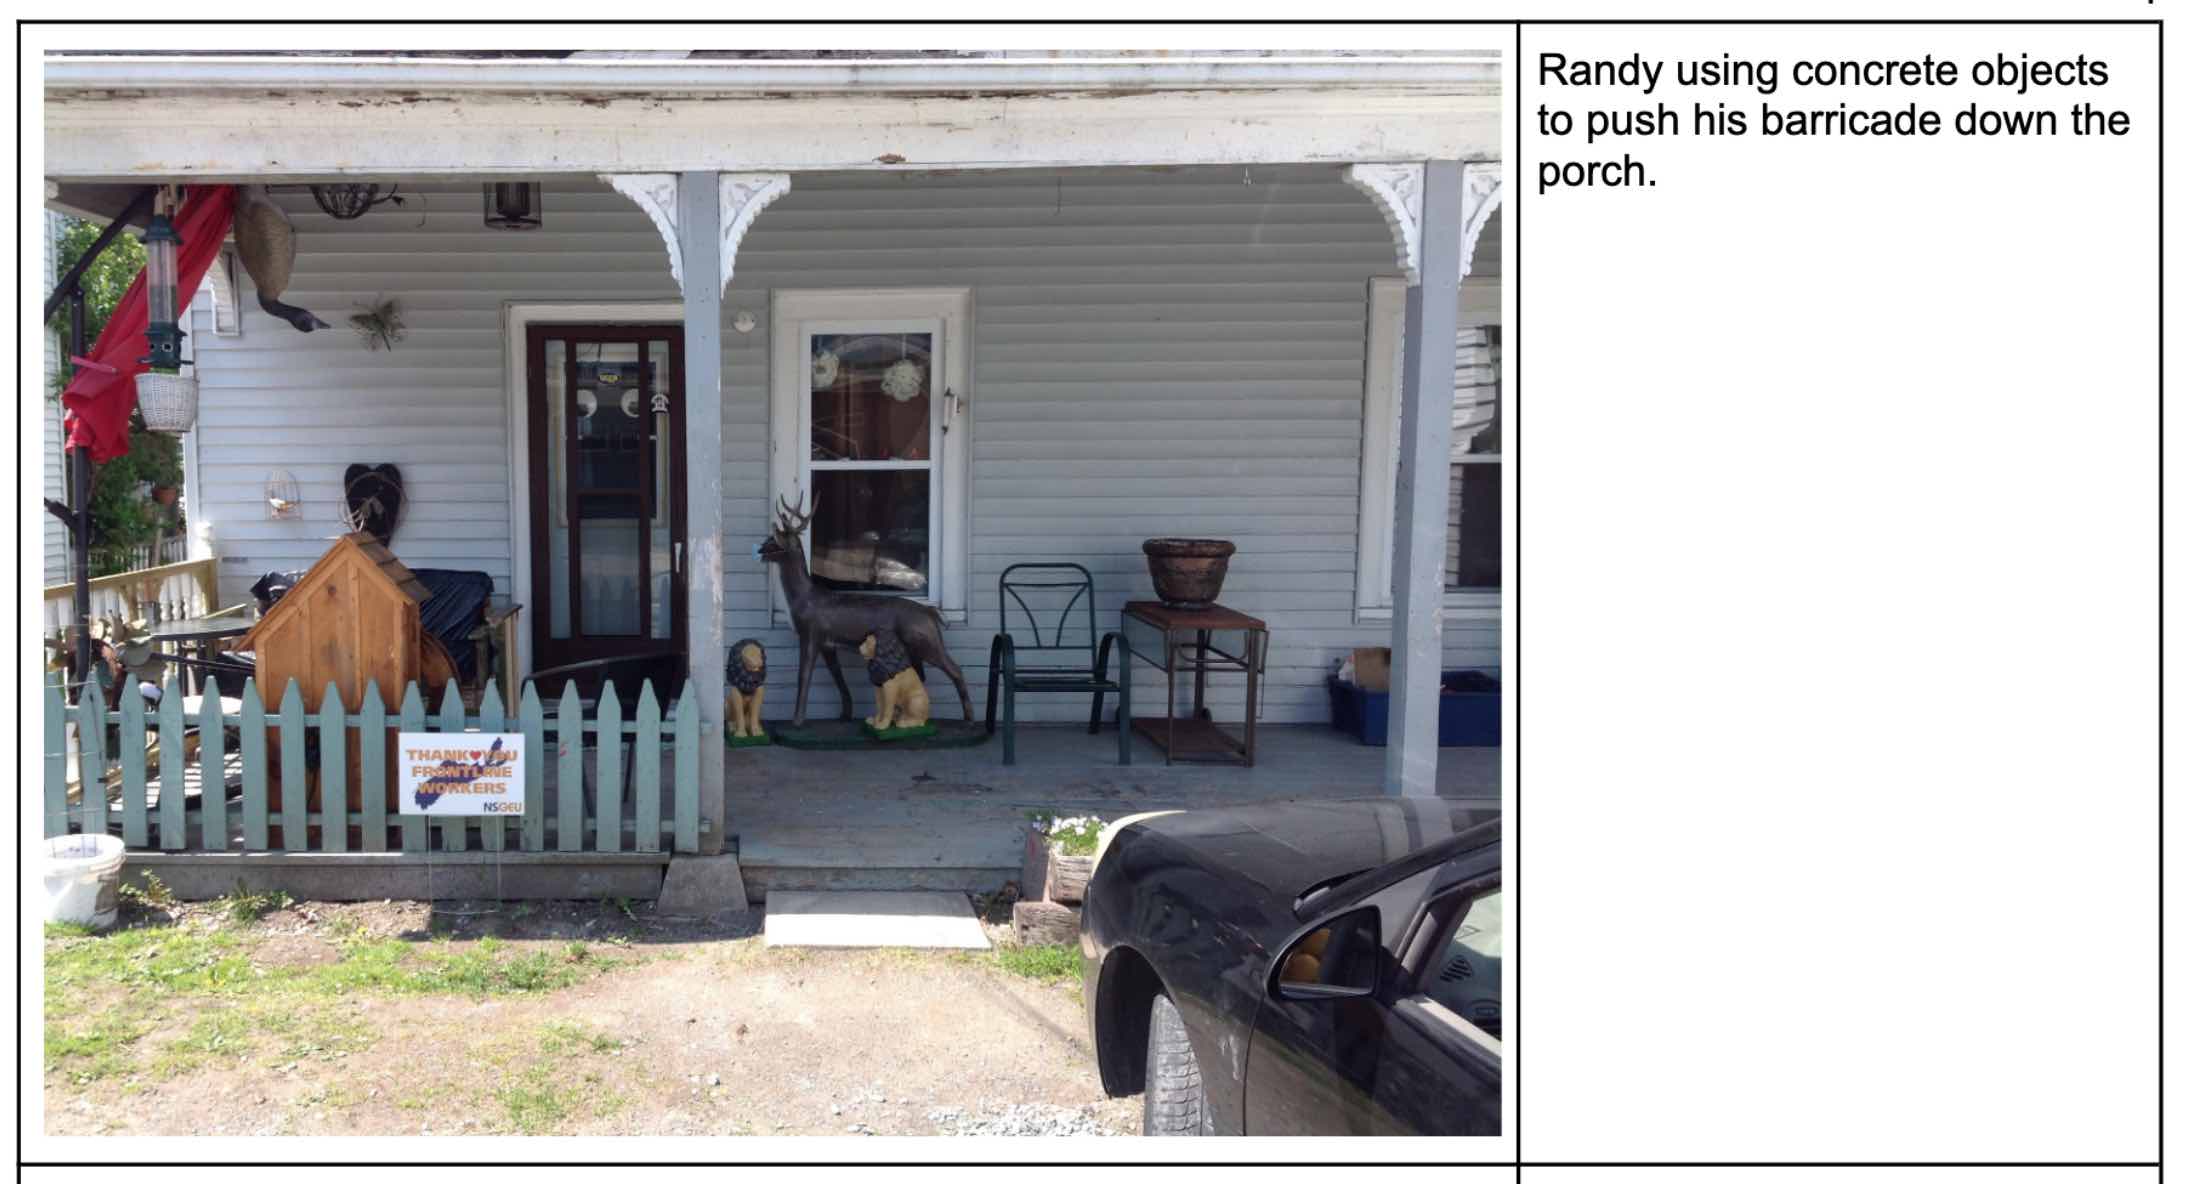 Randy using concrete objects
to push his barricade down the
porch.
THANK❤YOU
FRONTLINE
WORKERS
NSGEU